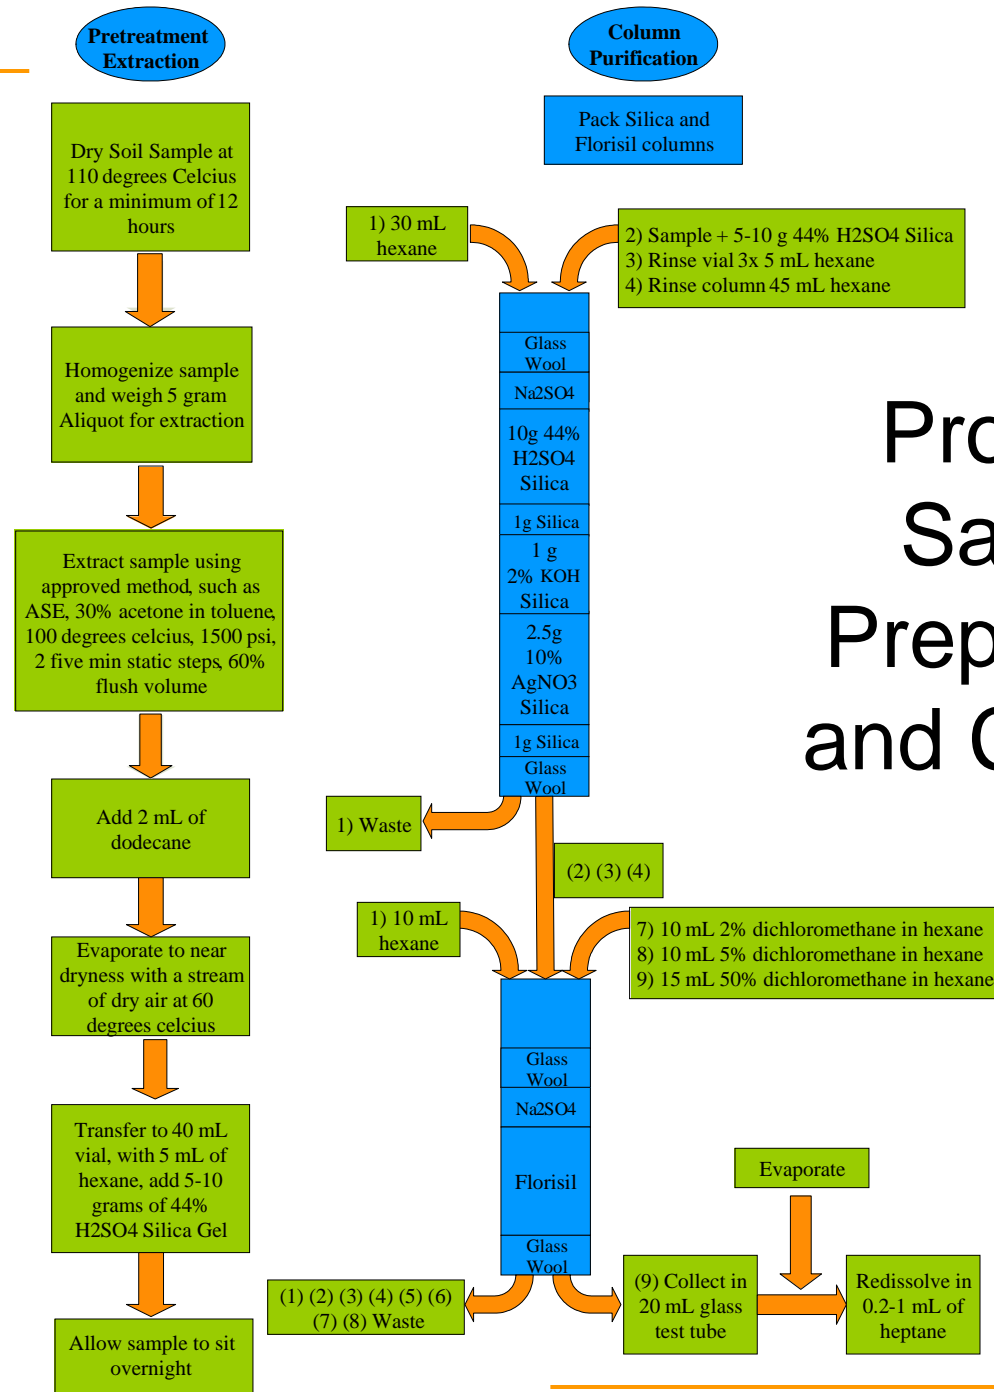 Pretreatment
Extraction
Dry Soil Sample at
110 degrees Celcius
for a minimum of 12
hours
Homogenize sample
and weigh 5 gram
Aliquot for extraction
Extract sample using
approved method, such as
ASE, 30% acetone in toluene,
100 degrees celcius, 1500 psi,
2 five min static steps, 60%
flush volume
Add 2 mL of
dodecane
Evaporate to near
dryness with a stream
of dry air at 60
degrees celcius
Transfer to 40 mL
vial, with 5 mL of
hexane, add 5-10
grams of 44%
H2SO4 Silica Gel
Allow sample to sit
overnight
Column
Purification
Pack Silica and
Florisil columns
1) 30 mL
hexane
2) Sample + 5-10 g 44% H2SO4 Silica
3) Rinse vial 3x 5 mL hexane
4) Rinse column 45 mL hexane
Glass
Wool
Na2SO4
10g 44%
H2SO4
Silica
1g Silica
1 g
2% KOH
Silica
2.5g
10%
AgNO3
Silica
1g Silica
Glass
Wool
1) Waste
(2) (3) (4)
1) 10 mL
hexane
7) 10 mL 2% dichloromethane in hexane
8) 10 mL 5% dichloromethane in hexane
9) 15 mL 50% dichloromethane in hexane
Glass
Wool
Na2SO4
Florisil
Glass
Wool
(1) (2) (3) (4) (5) (6)
(7) (8) Waste
(9) Collect in
20 mL glass
test tube
Evaporate
Redissolve in
0.2-1 mL of
heptane
and